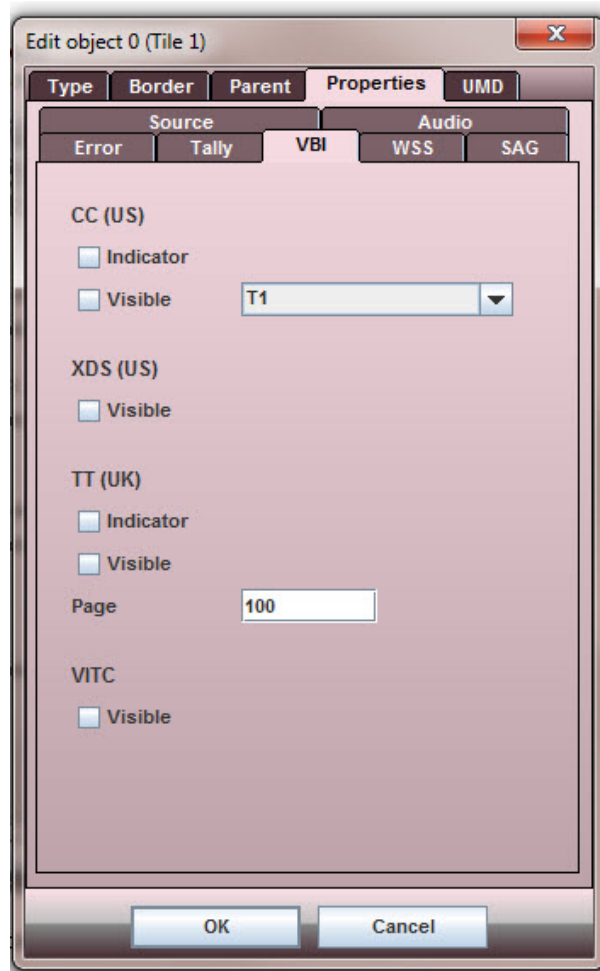 Edit object 0 (Tile 1)
Type Border Parent Properties UMD
Source Audio
Error Tally VBI WSS SAG
CC (US)
Indicator
Visible T1
XDS (US)
Visible
TT (UK)
Indicator
Visible
Page 100
VITC
Visible
OK Cancel